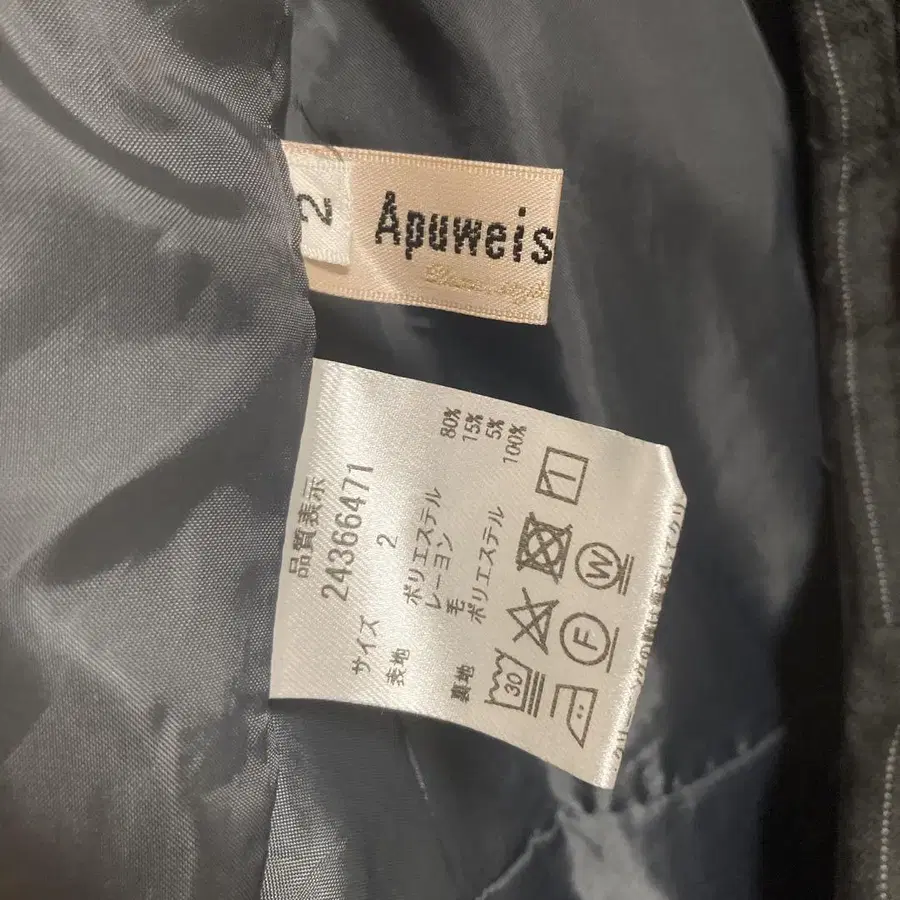 2
Apuweis
品質表示
24366471
サイズ 2
表地 ポリエステル 80%
レーヨン 15%
毛 5%
裏地 ポリエステル 100%
30
F
W